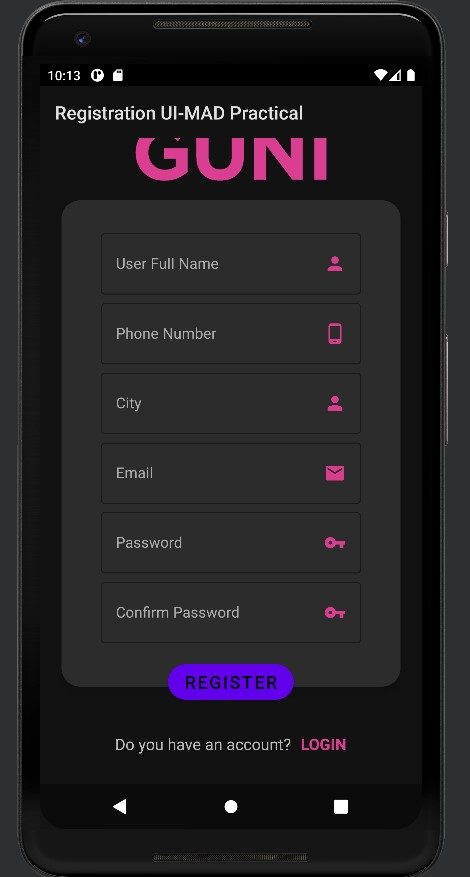 10:13
Registration UI-MAD Practical
GUNI
User Full Name
Phone Number
City
Email
Password
Confirm Password
REGISTER
Do you have an account? LOGIN